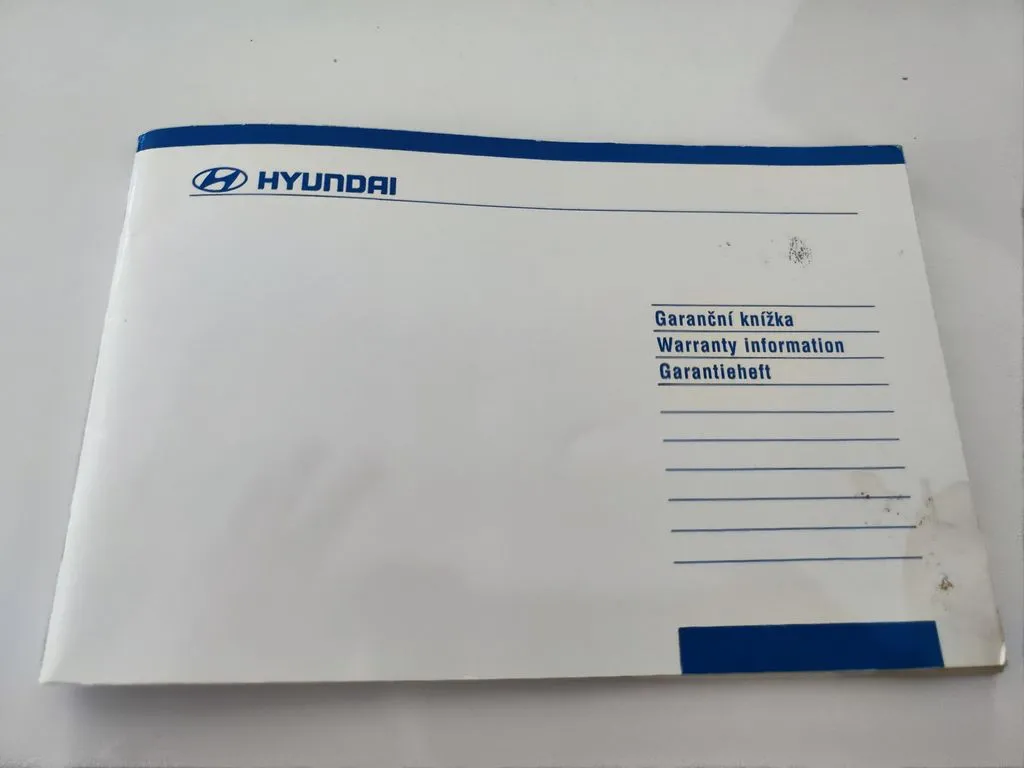 HYUNDAI
Garanční knížka
Warranty information
Garantieheft